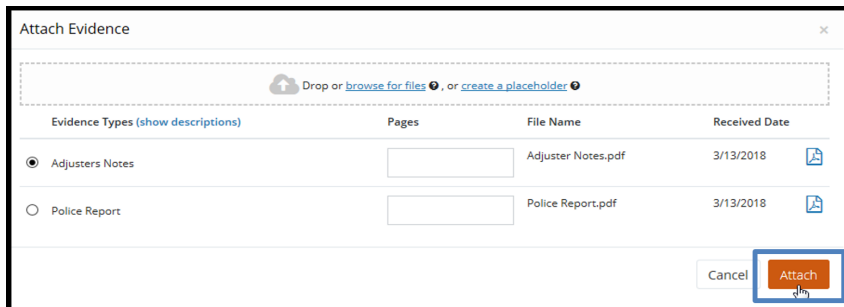 Attach Evidence ×
Drop or browse for files ?, or create a placeholder ?
Evidence Types (show descriptions) Pages File Name Received Date
Adjusters Notes Adjuster Notes.pdf 3/13/2018
Police Report Police Report.pdf 3/13/2018
Cancel Attach